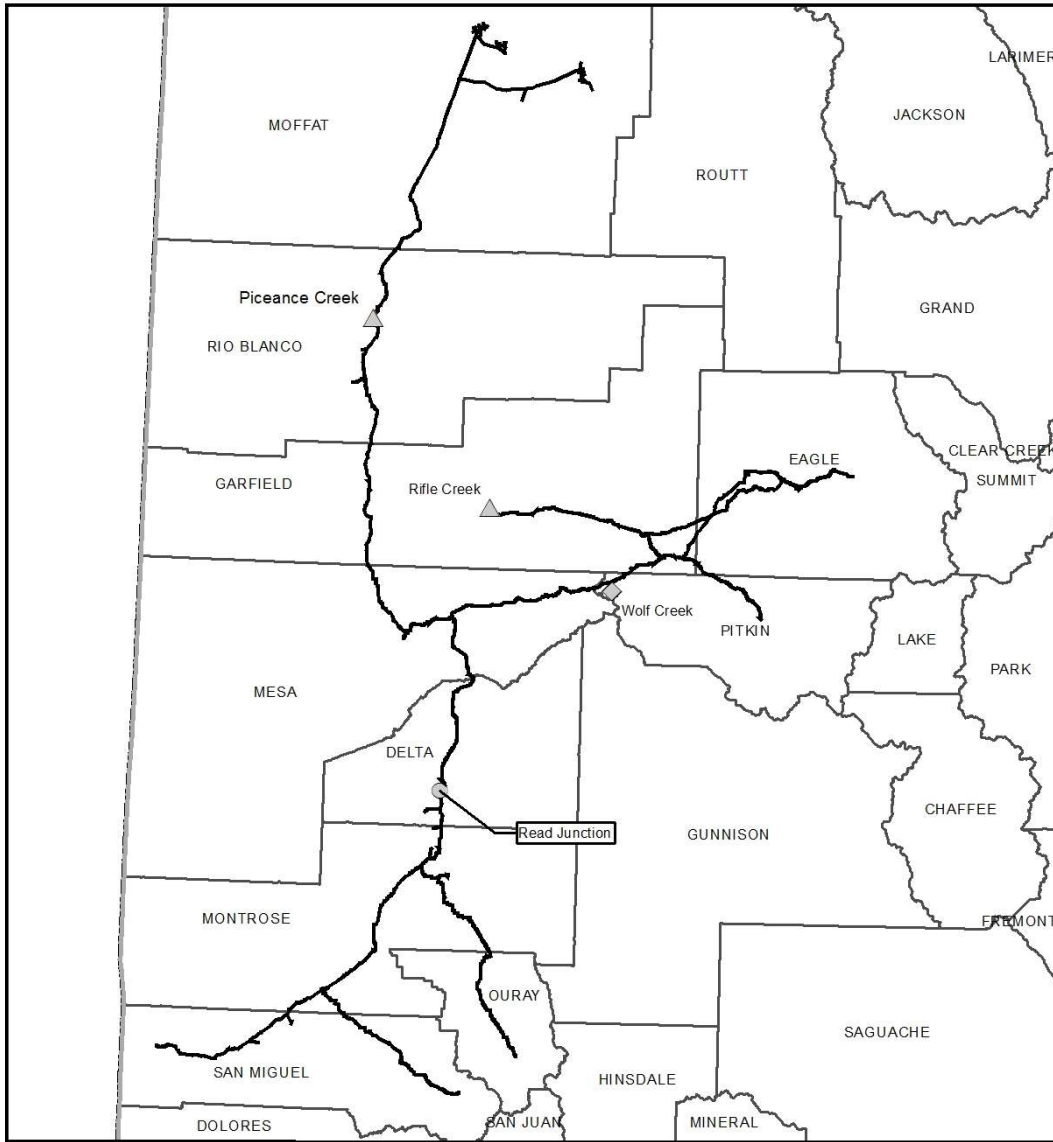 LARIMER
JACKSON
MOFFAT
ROUTT
Piceance Creek
GRAND
RIO BLANCO
CLEAR CREEK
EAGLE
SUMMIT
GARFIELD
Rifle Creek
Wolf Creek
PITKIN
LAKE
PARK
MESA
DELTA
CHAFFEE
Read Junction
GUNNISON
MONTROSE
FREMONT
OURAY
SAGUACHE
SAN MIGUEL
HINSDALE
SAN JUAN
MINERAL
DOLORES